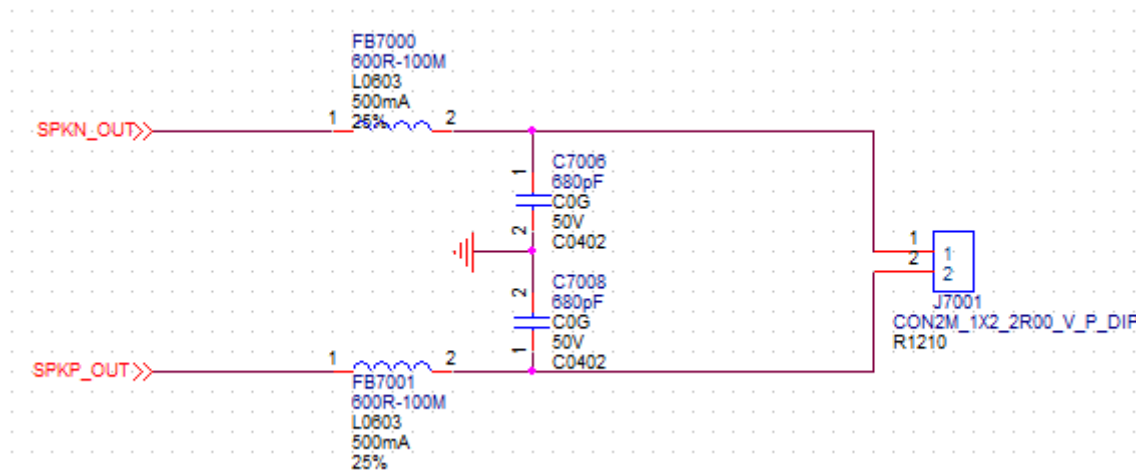 FB7000
600R-100M
L0603
500mA
25%
1
2
SPKN_OUT
1
C7006
680pF
C0G
50V
C0402
2
2
C7008
680pF
C0G
50V
C0402
1
1
2
1
2
J7001
CON2M_1X2_2R00_V_P_DIP
R1210
SPKP_OUT
1
2
FB7001
600R-100M
L0603
500mA
25%